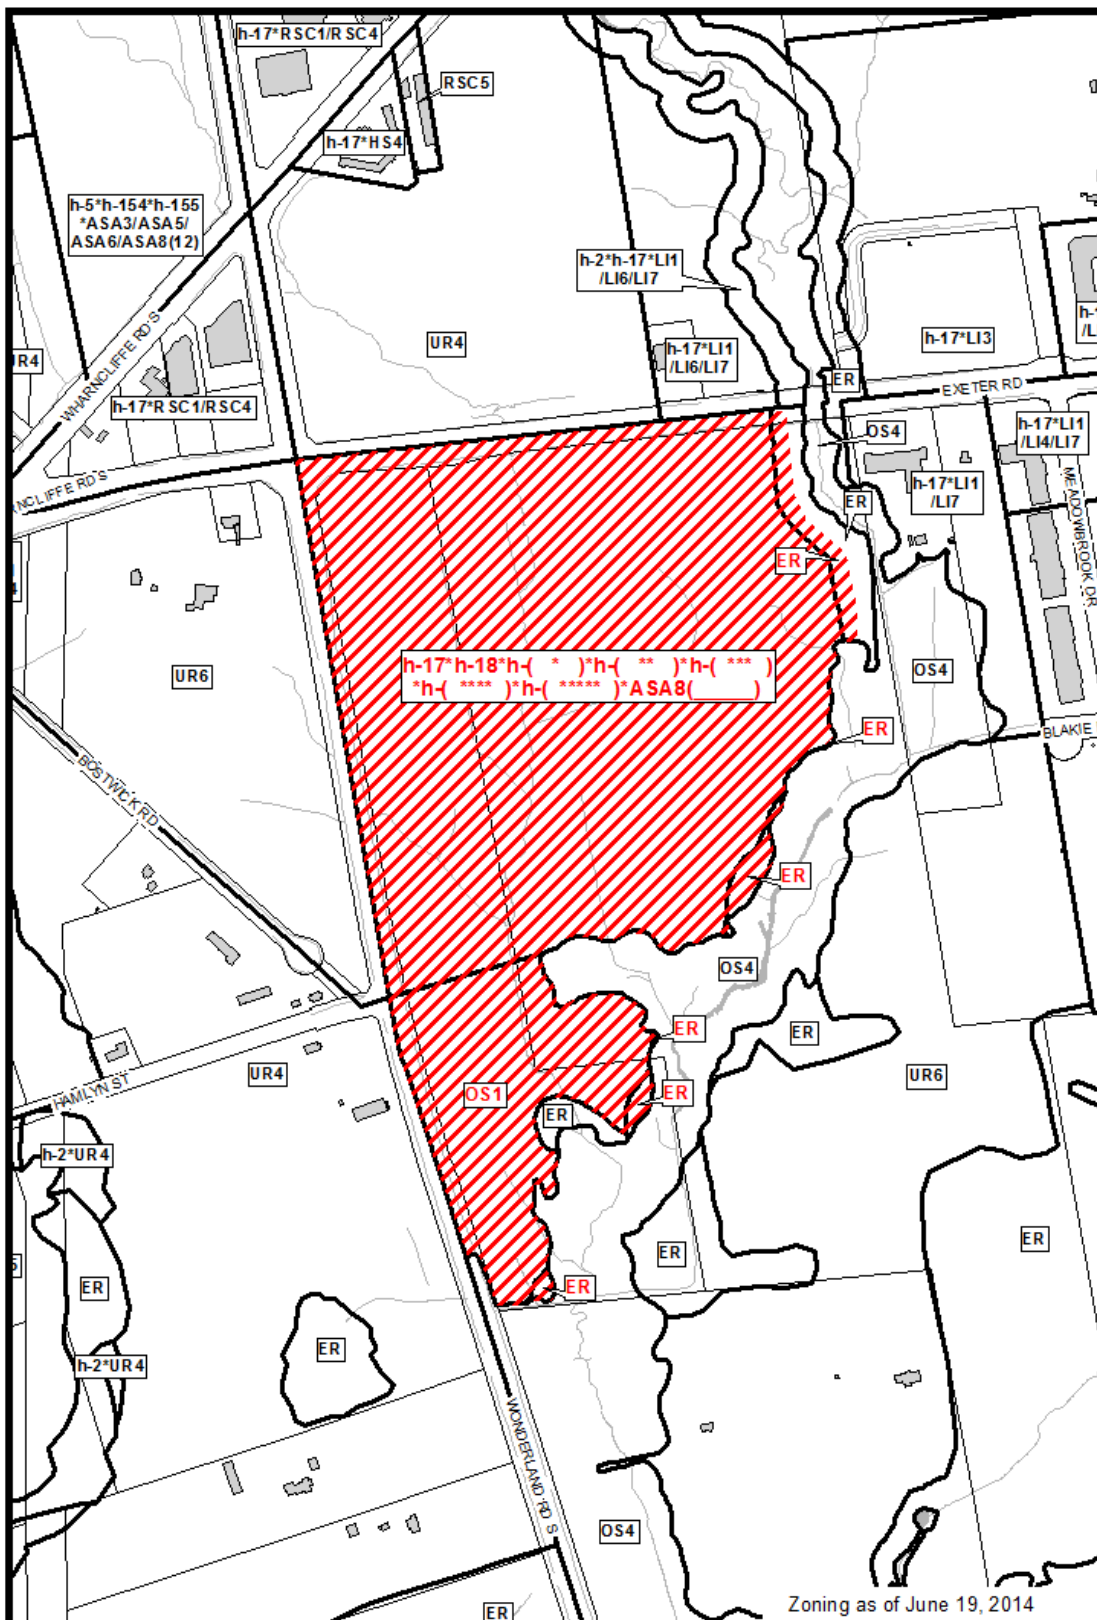 h-17*RSC1/RSC4
RSC5
h-17*HS4
h-5*h-154*h-155
*ASA3/ASA5/
ASA6/ASA8(12)
h-2*h-17*LI1
/LI6/LI7
WHARNCLIFFE RD S
UR4
UR4
h-17*LI1
/LI6/LI7
h-17*LI3
ER
EXETER RD
h-17*RSC1/RSC4
OS4
h-17*LI1
/LI4/LI7
RNCLIFFE RD S
h-17*LI1
/LI7
MEADOWBROOK DR
ER
ER
UR6
h-17*h-18*h-( * )*h-( ** )*h-( *** )
*h-( **** )*h-( ***** )*ASA8(______)
OS4
ER
BLAKIE
BOSTWICK RD
ER
OS4
ER
ER
HAMLYN ST
UR4
OS1
ER
ER
UR6
h-2*UR4
ER
ER
ER
ER
ER
h-2*UR4
WONDERLAND RD S
OS4
ER
Zoning as of June 19, 2014